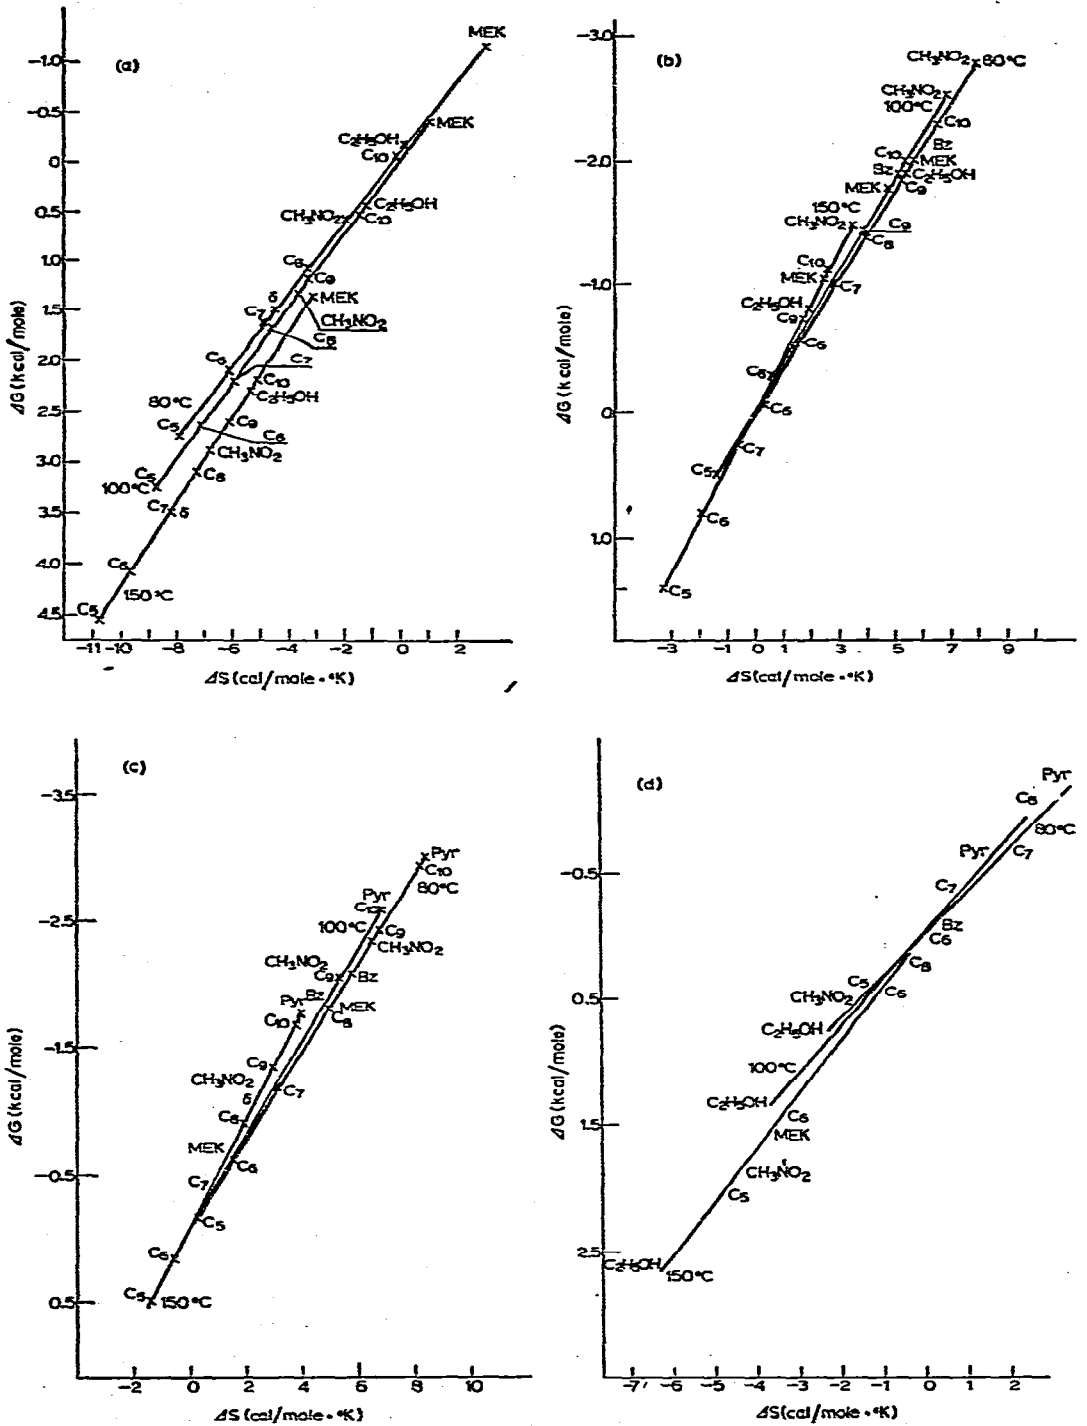 (a)
MEK
-1.0
-0.5
0
0.5
1.0
1.5
2.0
2.5
3.0
3.5
4.0
4.5
ΔG (kcal/mole)
MEK
C2H5OH
C10
C2H5OH
CH3NO2
C10
C8
C9
MEK
δ
C7
CH3NO2
C8
C7
C6
C10
C2H5OH
80°C
C5
C9
C6
CH3NO2
C5
100°C
C8
C7
δ
C6
150°C
C5
-11
-10
-8
-6
-4
-2
0
2
ΔS (cal/mole·°K)
(b)
-3.0
-2.0
-1.0
0
1.0
ΔG (kcal/mole)
CH3NO2
80°C
CH3NO2
100°C
C10
Bz
C10
MEK
Bz
C2H5OH
MEK
C9
150°C
CH3NO2
C9
C8
C10
MEK
C7
C2H5OH
C9
C6
C6
C5
C7
C5
C6
C5
-3
-1
0
1
3
5
7
9
ΔS (cal/mole·°K)
(c)
-3.5
-2.5
-1.5
-0.5
0.5
ΔG (kcal/mole)
Pyr
C10
80°C
Pyr
C10
100°C
C9
CH3NO2
CH3NO2
C9
Bz
Bz
Pyr
MEK
C10
C8
C9
CH3NO2
C7
δ
C8
MEK
C6
C7
C5
C6
C5
150°C
-2
0
2
4
6
8
10
ΔS (cal/mole·°K)
(d)
-0.5
0.5
1.5
2.5
ΔG (kcal/mole)
Pyr
C8
80°C
Pyr
C7
C7
Bz
C6
C8
C5
C6
CH3NO2
C2H5OH
100°C
C2H5OH
C6
MEK
CH3NO2
C5
C2H5OH
150°C
-7
-6
-4
-2
-1
0
1
2
ΔS (cal/mole·°K)